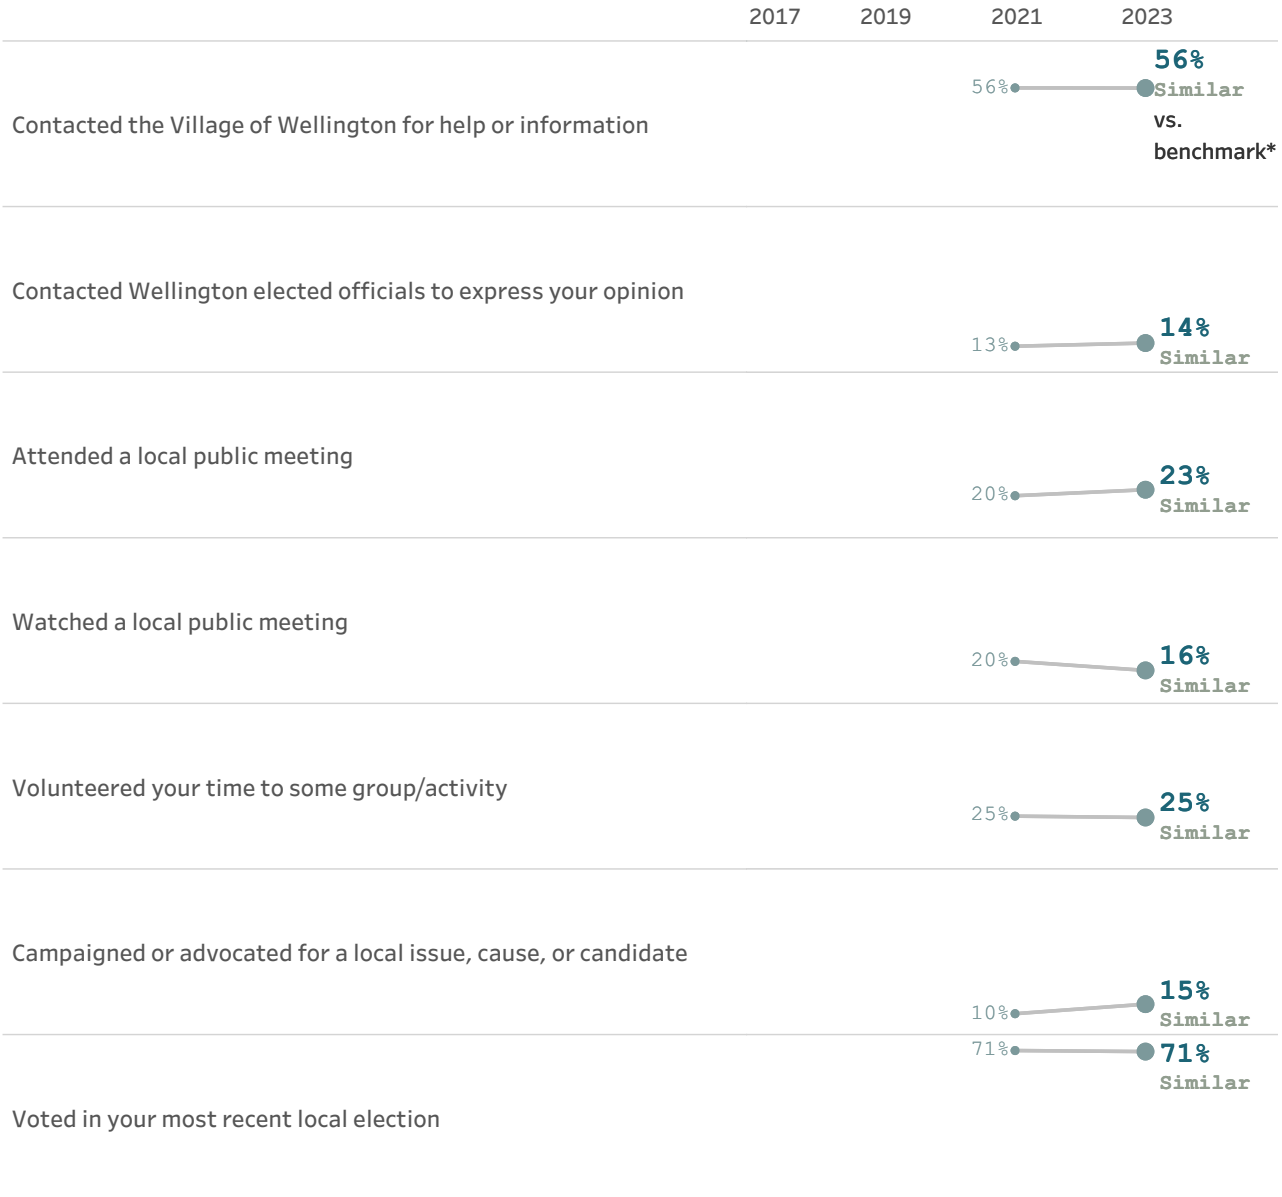 2017 2019 2021 2023
56%
56%
Similar
Contacted the Village of Wellington for help or information
vs.
benchmark*
Contacted Wellington elected officials to express your opinion
14%
13%
Similar
Attended a local public meeting
23%
20%
Similar
Watched a local public meeting
20%
16%
Similar
Volunteered your time to some group/activity
25%
25%
Similar
Campaigned or advocated for a local issue, cause, or candidate
15%
10%
Similar
71%
71%
Similar
Voted in your most recent local election